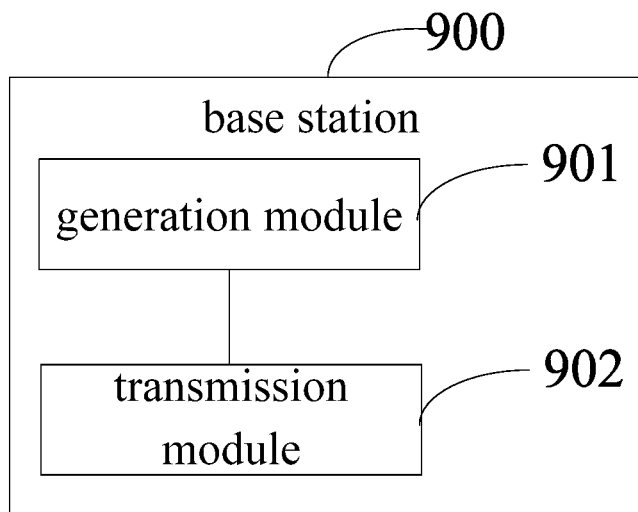 900
base station
generation module
901
transmission
module
902